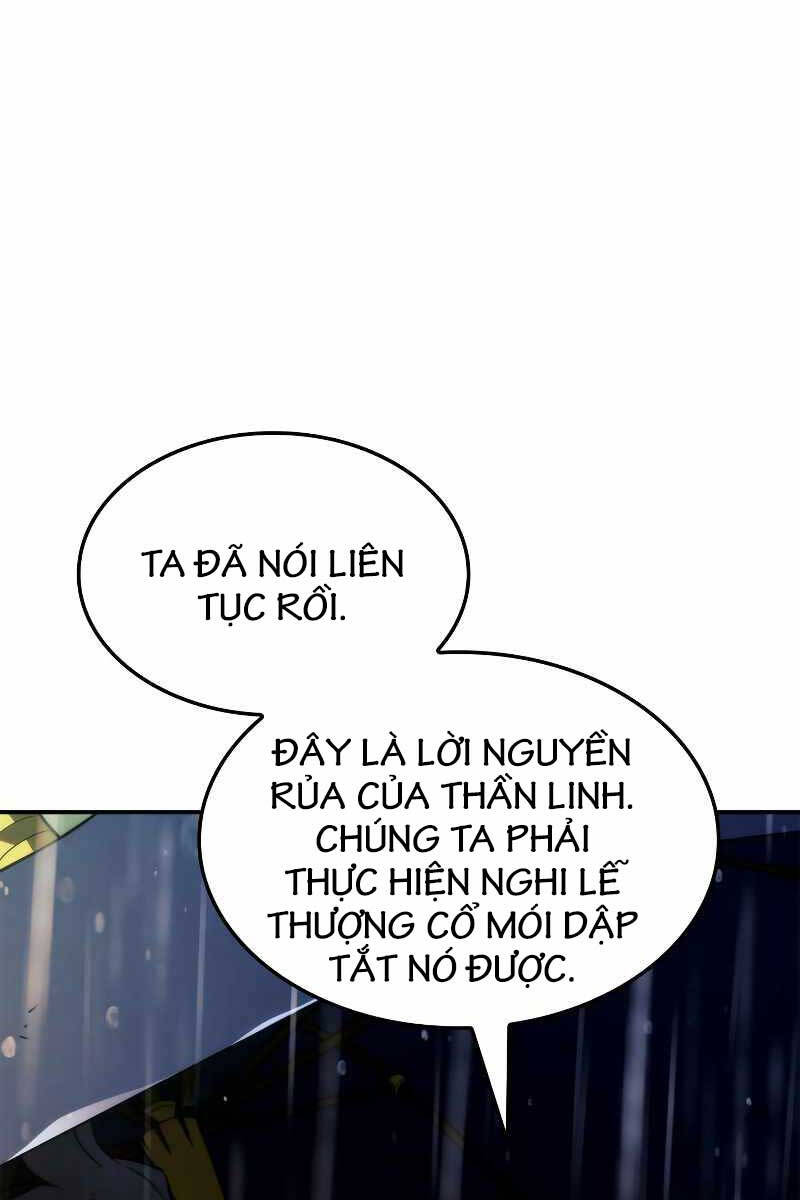 TA ĐÃ NÓI LIÊN
TỤC RỒI.
ĐÂY LÀ LỜI NGUYỀN
RỦA CỦA THẦN LINH.
CHÚNG TA PHẢI
THỰC HIỆN NGHI LỄ
THƯỢNG CỔ MÓI DẬP
TẮT NÓ ĐƯỢC.